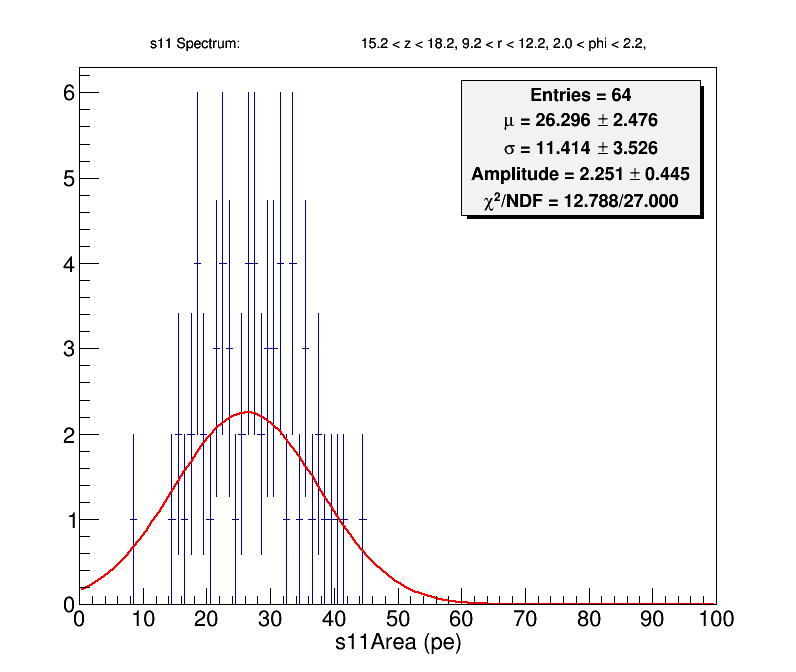 s11 Spectrum: 15.2 < z < 18.2, 9.2 < r < 12.2, 2.0 < phi < 2.2,
Entries = 64
μ = 26.296 ± 2.476
σ = 11.414 ± 3.526
Amplitude = 2.251 ± 0.445
χ²/NDF = 12.788/27.000
6
5
4
3
2
1
0
0 10 20 30 40 50 60 70 80 90 100
s11Area (pe)